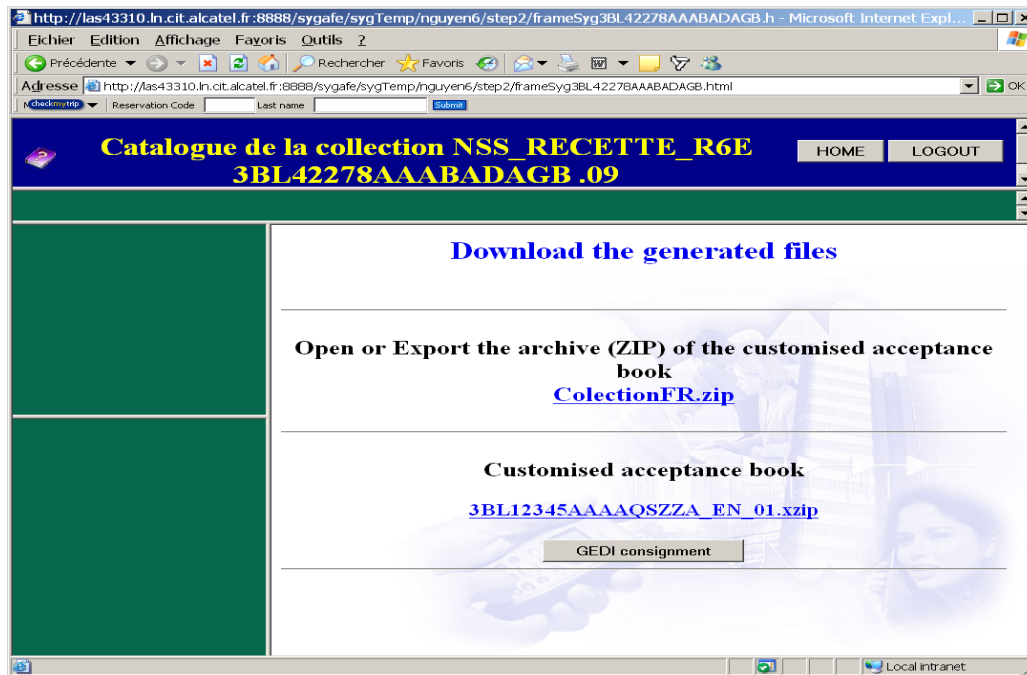 http://las43310.ln.cit.alcatel.fr:8888/sygafe/sygTemp/nguyen6/step2/frameSyg3BL42278AAABADAGB.h - Microsoft Internet Expl...
Eichier Edition Affichage Favoris Outils ?
Précédente Rechercher Favoris
Adresse http://las43310.ln.cit.alcatel.fr:8888/sygafe/sygTemp/nguyen6/step2/frameSyg3BL42278AAABADAGB.html OK
checkmytrip Reservation Code Last name Submit
Catalogue de la collection NSS_RECETTE_R6E
3BL42278AAABADAGB .09
HOME LOGOUT
Download the generated files
Open or Export the archive (ZIP) of the customised acceptance
book
ColectionFR.zip
Customised acceptance book
3BL12345AAAAQSZZA_EN_01.xzip
GEDI consignment
Local intranet